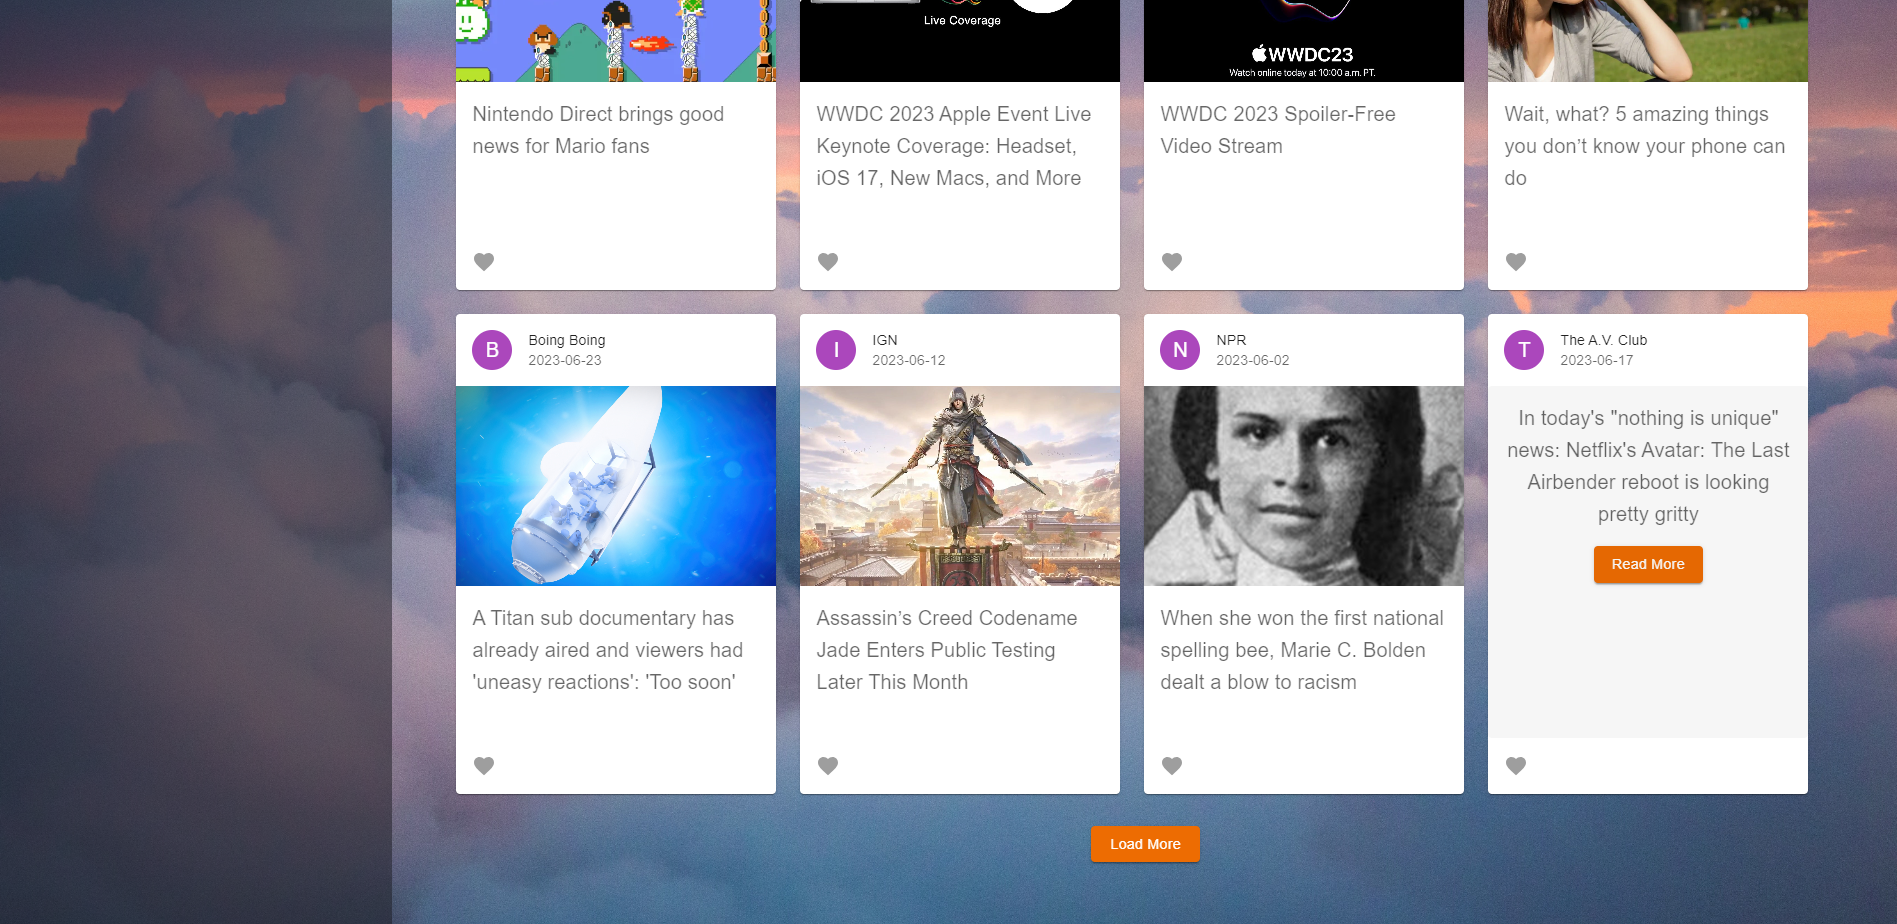 Live Coverage
WWDC23
Watch online today at 10:00 a.m. PT.
Nintendo Direct brings good
news for Mario fans
WWDC 2023 Apple Event Live
Keynote Coverage: Headset,
iOS 17, New Macs, and More
WWDC 2023 Spoiler-Free
Video Stream
Wait, what? 5 amazing things
you don’t know your phone can
do
B
Boing Boing
2023-06-23
A Titan sub documentary has
already aired and viewers had
'uneasy reactions': 'Too soon'
I
IGN
2023-06-12
Assassin’s Creed Codename
Jade Enters Public Testing
Later This Month
N
NPR
2023-06-02
When she won the first national
spelling bee, Marie C. Bolden
dealt a blow to racism
T
The A.V. Club
2023-06-17
In today's "nothing is unique"
news: Netflix's Avatar: The Last
Airbender reboot is looking
pretty gritty
Read More
Load More